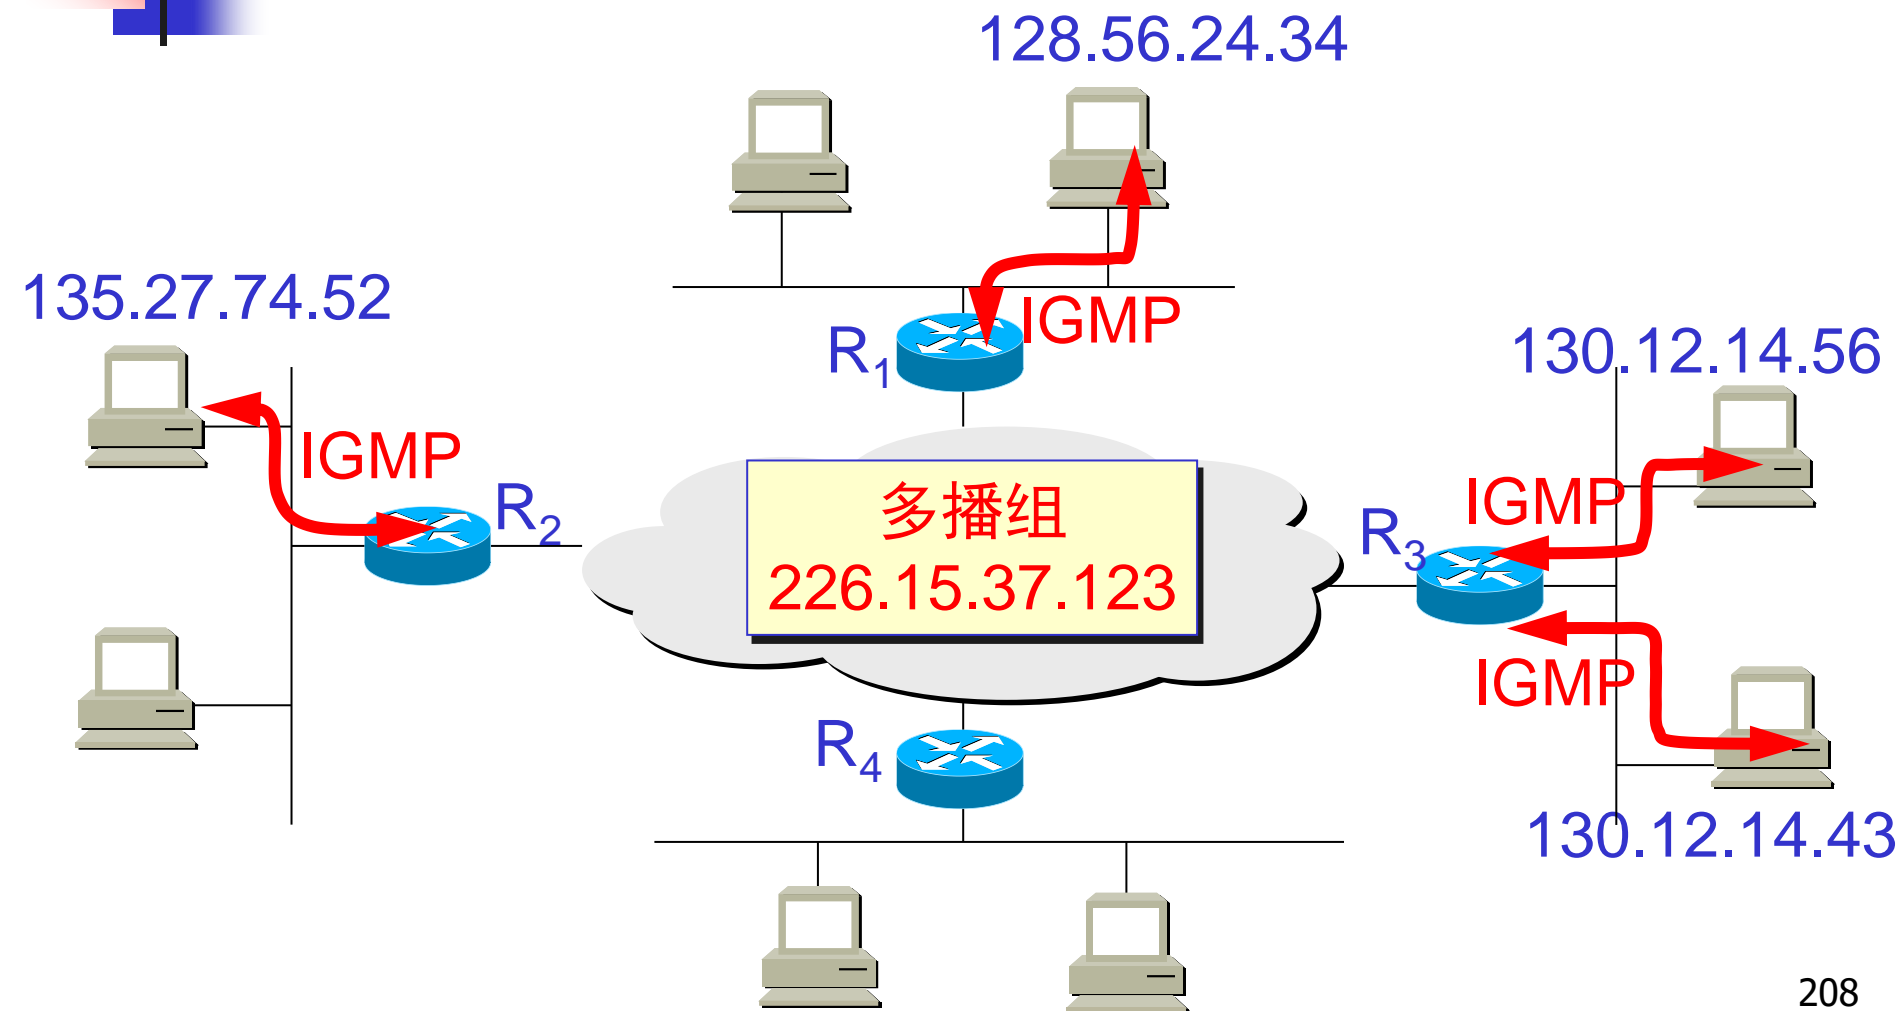 128.56.24.34
135.27.74.52
IGMP
R1
130.12.14.56
IGMP
R2
多播组
226.15.37.123
IGMP
R3
IGMP
R4
130.12.14.43
208